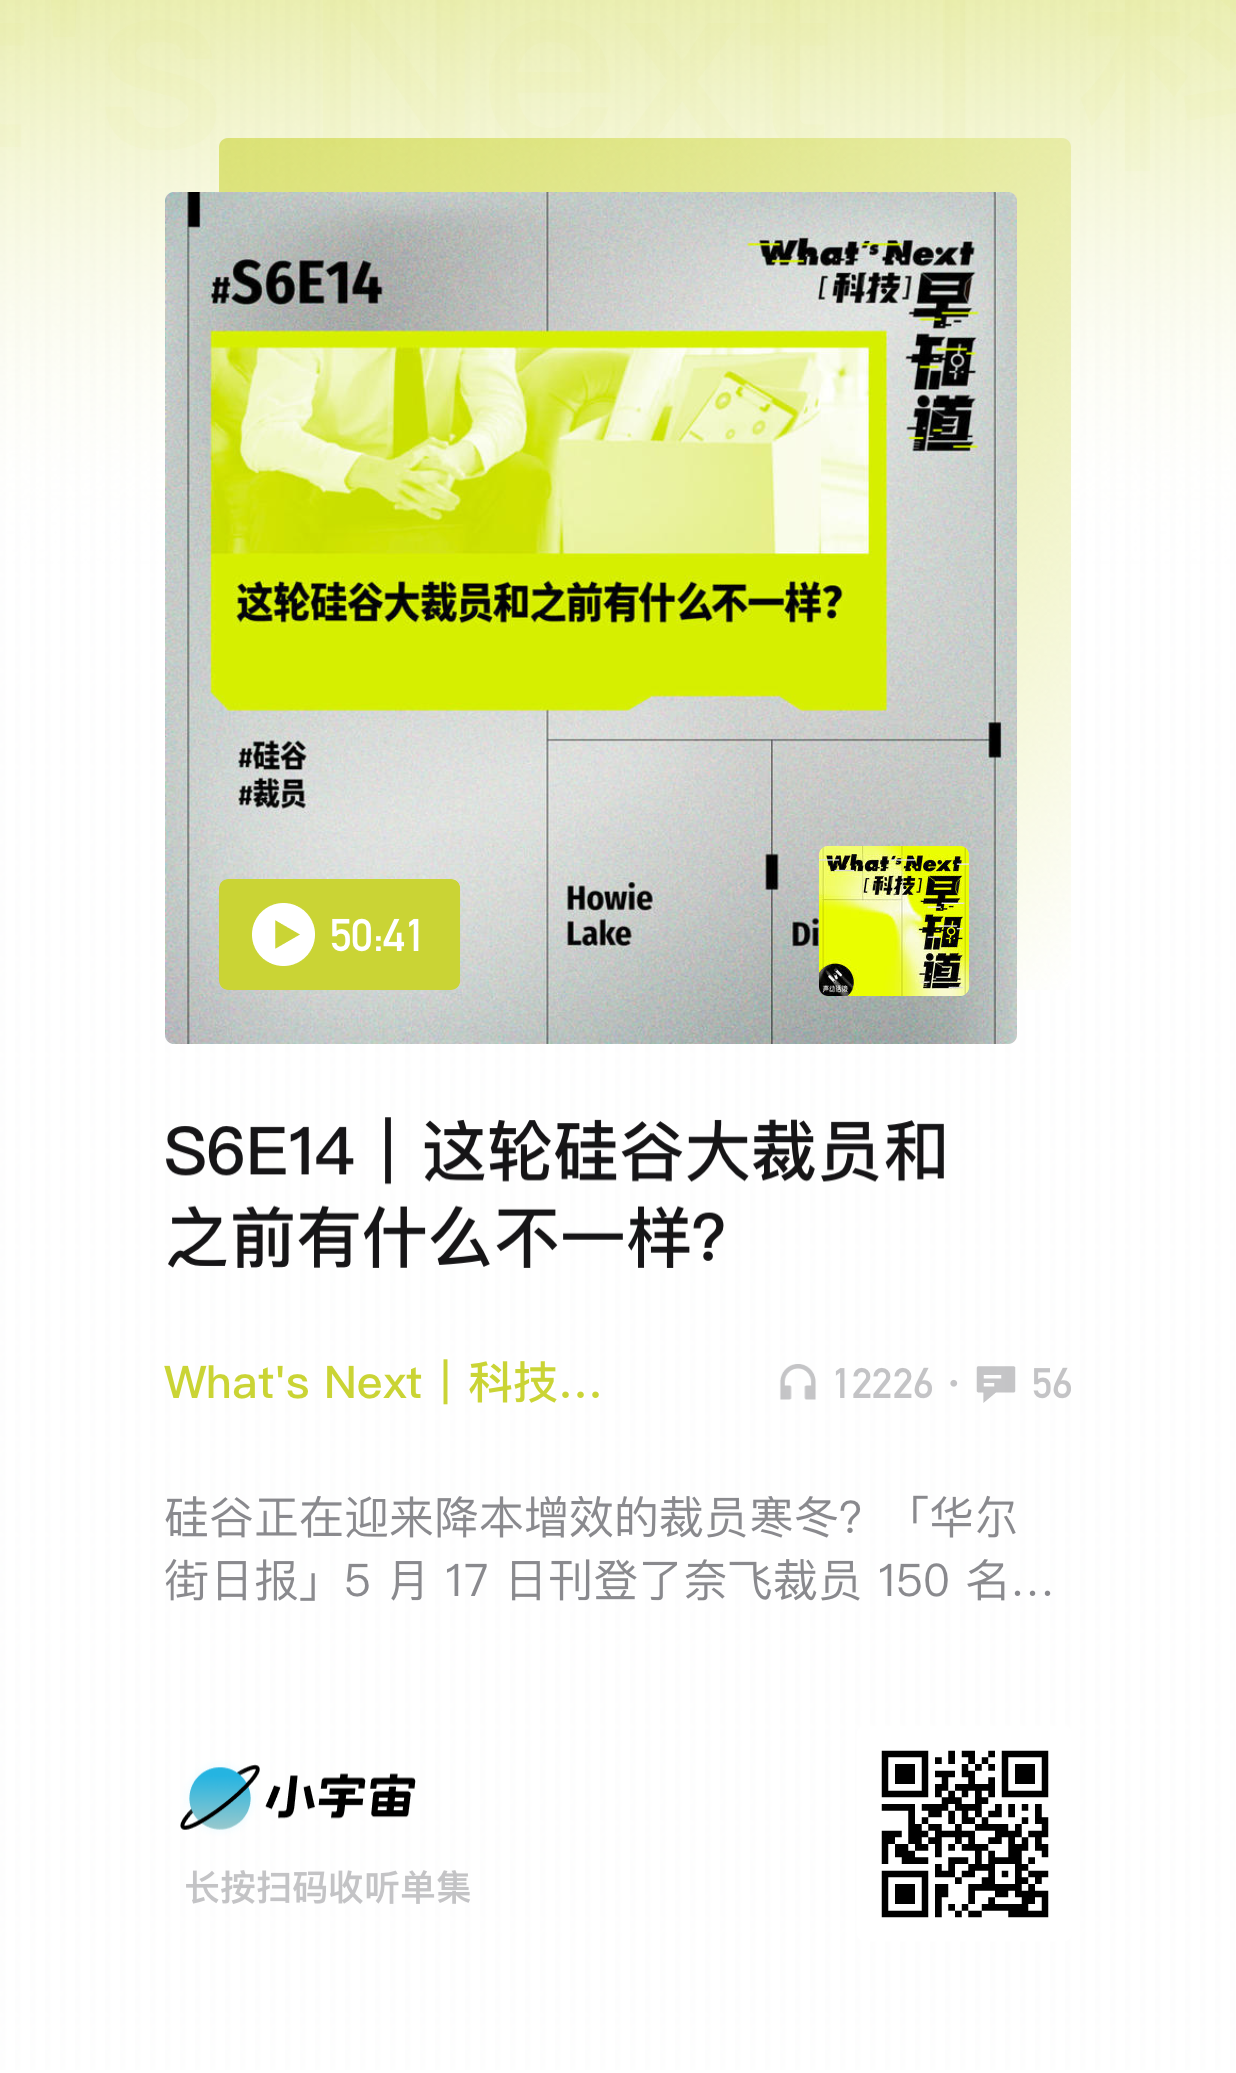 #S6E14
What's Next
[科技]早知道
这轮硅谷大裁员和之前有什么不一样？
#硅谷
#裁员
Howie
Lake
Di
What's Next
[科技]早知道
声动活泼
50:41
S6E14｜这轮硅谷大裁员和
之前有什么不一样？
What's Next｜科技...
12226 · 56
硅谷正在迎来降本增效的裁员寒冬？「华尔
街日报」5 月 17 日刊登了奈飞裁员 150 名...
小宇宙
长按扫码收听单集